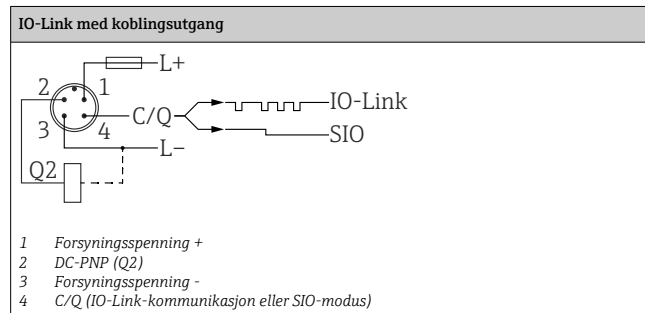 IO-Link med koblingsutgang
L+
2 1
3 4
C/Q
IO-Link
SIO
L–
Q2
1 Forsyningsspenning +
2 DC-PNP (Q2)
3 Forsyningsspenning -
4 C/Q (IO-Link-kommunikasjon eller SIO-modus)